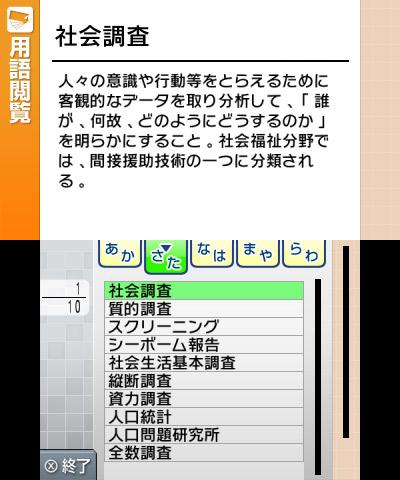 用語閲覧
社会調査
人々の意識や行動等をとらえるために
客観的なデータを取り分析して、「誰
が、何故、どのようにどうするのか」
を明らかにすること。社会福祉分野で
は、間接援助技術の一つに分類され
る。
あか
さた
なは
まや
らわ
1
10
社会調査
質的調査
スクリーニング
シーボーム報告
社会生活基本調査
縦断調査
資力調査
人口統計
人口問題研究所
全数調査
Ⓧ終了